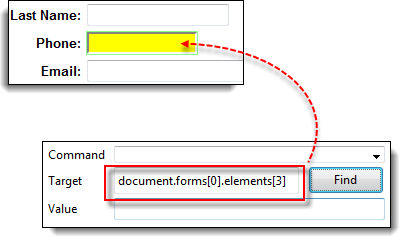 Last Name:
Phone:
Email:
Command
Target document.forms[0].elements[3] Find
Value